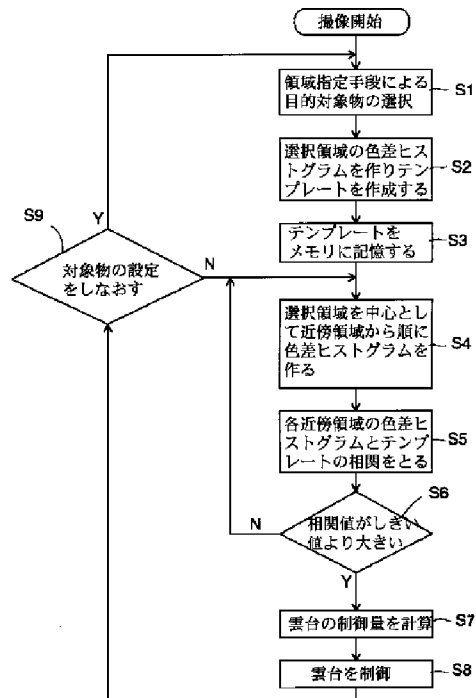 撮像開始
領域指定手段による
目的対象物の選択
S1
選択領域の色差ヒス
トグラムを作りテン
プレートを作成する
S2
テンプレートを
メモリに記憶する
S3
選択領域を中心とし
て近傍領域から順に
色差ヒストグラムを
作る
S4
各近傍領域の色差ヒ
ストグラムとテンプ
レートの相関をとる
S5
相関値がしきい
値より大きい
S6
N
Y
雲台の制御量を計算
S7
雲台を制御
S8
対象物の設定
をしなおす
S9
Y
N